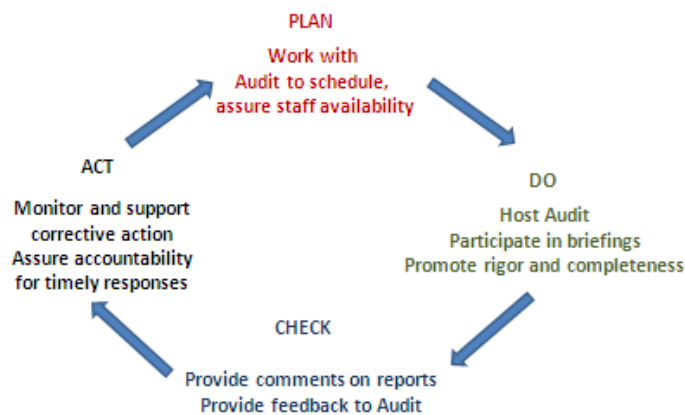 PLAN
Work with
Audit to schedule,
assure staff availability
DO
Host Audit
Participate in briefings
Promote rigor and completeness
CHECK
Provide comments on reports
Provide feedback to Audit
ACT
Monitor and support
corrective action
Assure accountability
for timely responses